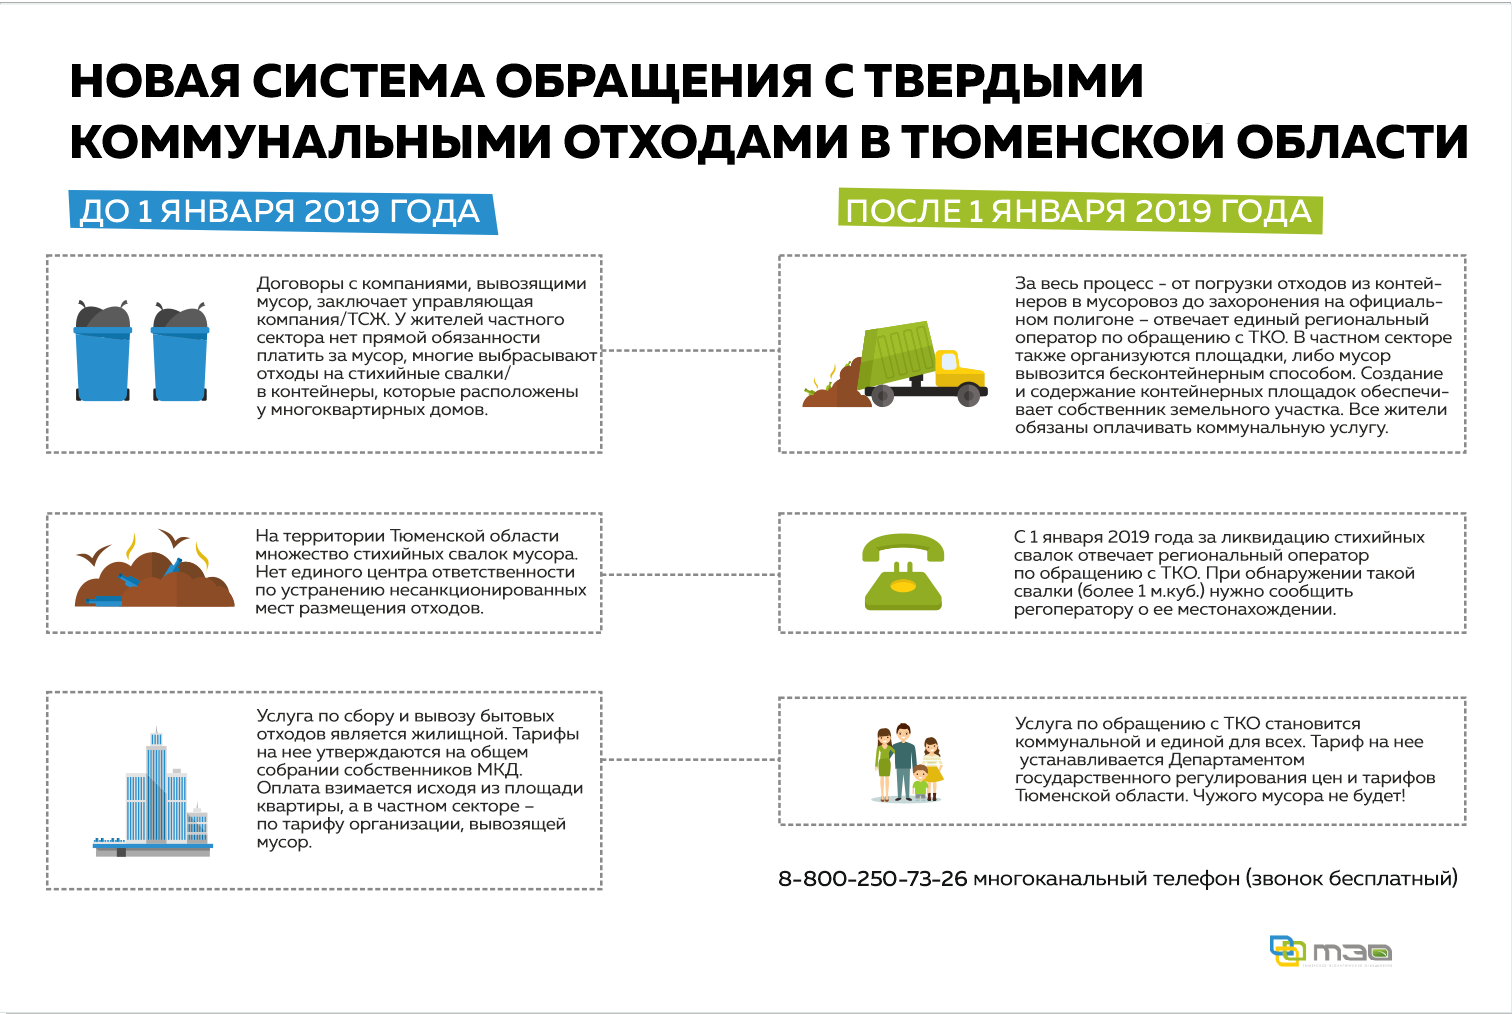 НОВАЯ СИСТЕМА ОБРАЩЕНИЯ С ТВЕРДЫМИ
КОММУНАЛЬНЫМИ ОТХОДАМИ В ТЮМЕНСКОЙ ОБЛАСТИ
ДО 1 ЯНВАРЯ 2019 ГОДА
Договоры с компаниями, вывозящими
мусор, заключает управляющая
компания/ТСЖ. У жителей частного
сектора нет прямой обязанности
платить за мусор, многие выбрасывают
отходы на стихийные свалки/
в контейнеры, которые расположены
у многоквартирных домов.
На территории Тюменской области
множество стихийных свалок мусора.
Нет единого центра ответственности
по устранению несанкционированных
мест размещения отходов.
Услуга по сбору и вывозу бытовых
отходов является жилищной. Тарифы
на нее утверждаются на общем
собрании собственников МКД.
Оплата взимается исходя из площади
квартиры, а в частном секторе –
по тарифу организации, вывозящей
мусор.
ПОСЛЕ 1 ЯНВАРЯ 2019 ГОДА
За весь процесс - от погрузки отходов из контей-
неров в мусоровоз до захоронения на официаль-
ном полигоне – отвечает единый региональный
оператор по обращению с ТКО. В частном секторе
также организуются площадки, либо мусор
вывозится бесконтейнерным способом. Создание
и содержание контейнерных площадок обеспечи-
вает собственник земельного участка. Все жители
обязаны оплачивать коммунальную услугу.
С 1 января 2019 года за ликвидацию стихийных
свалок отвечает региональный оператор
по обращению с ТКО. При обнаружении такой
свалки (более 1 м.куб.) нужно сообщить
регоператору о ее местонахождении.
Услуга по обращению с ТКО становится
коммунальной и единой для всех. Тариф на нее
устанавливается Департаментом
государственного регулирования цен и тарифов
Тюменской области. Чужого мусора не будет!
8-800-250-73-26 многоканальный телефон (звонок бесплатный)
ТЭО